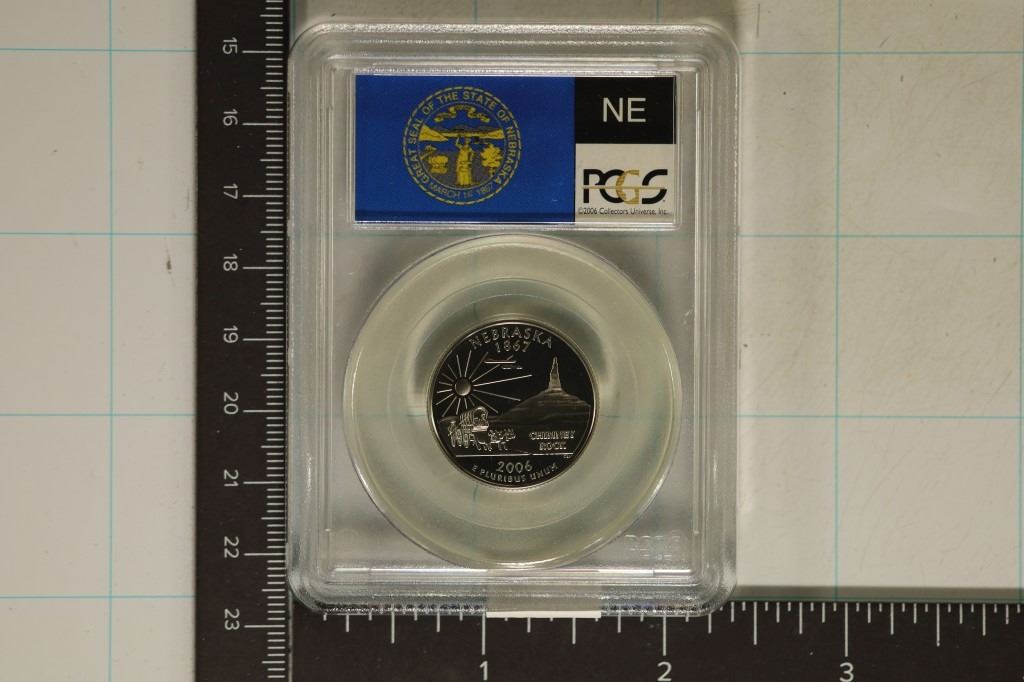 GREAT SEAL OF THE STATE OF NEBRASKA
MARCH 1ST 1867
NE
PCGS
©2006 Collectors Universe, Inc.
NEBRASKA
1867
CHIMNEY
ROCK
2006
E PLURIBUS UNUM
PCGS
15
16
17
18
19
20
21
22
23
1 2 3